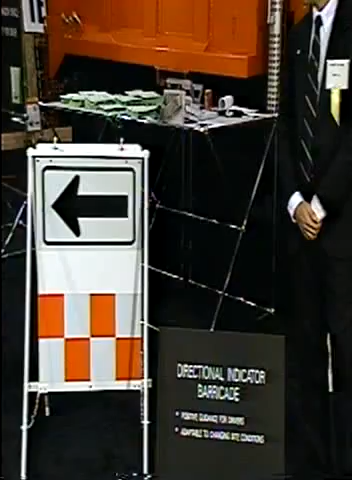 DIRECTIONAL INDICATOR
BARRICADE
* POSITIVE GUIDANCE FOR DRIVERS
* ADAPTABLE TO CHANGING SITE CONDITIONS